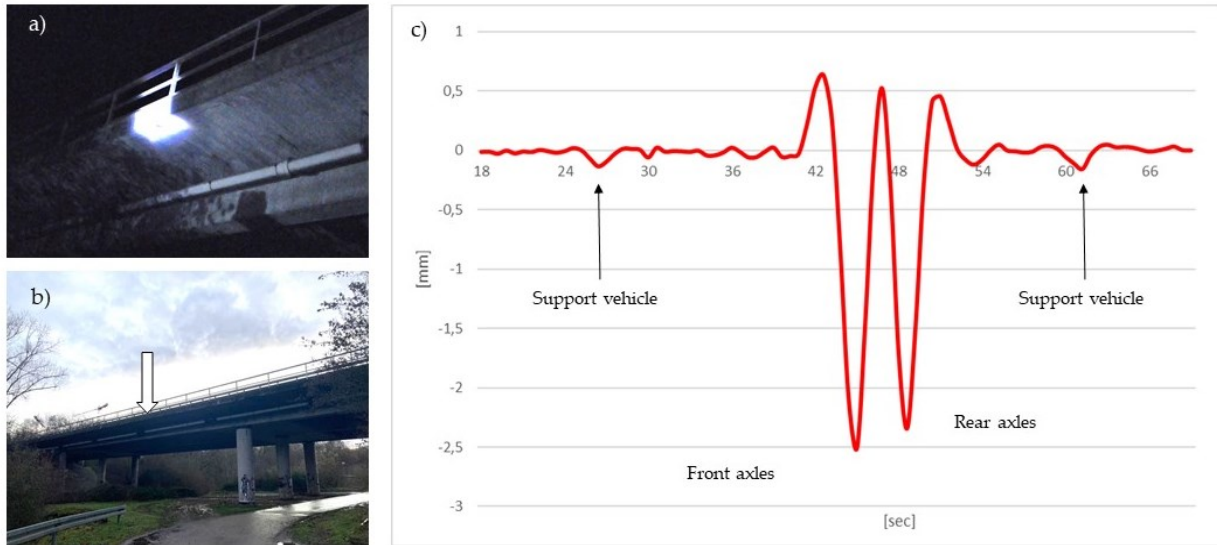 a)
b)
c)
1
0,5
0
18 24 30 36 42 48 54 60 66
-0,5
-1
-1,5
-2
-2,5
-3
[mm]
Support vehicle
Support vehicle
Rear axles
Front axles
[sec]